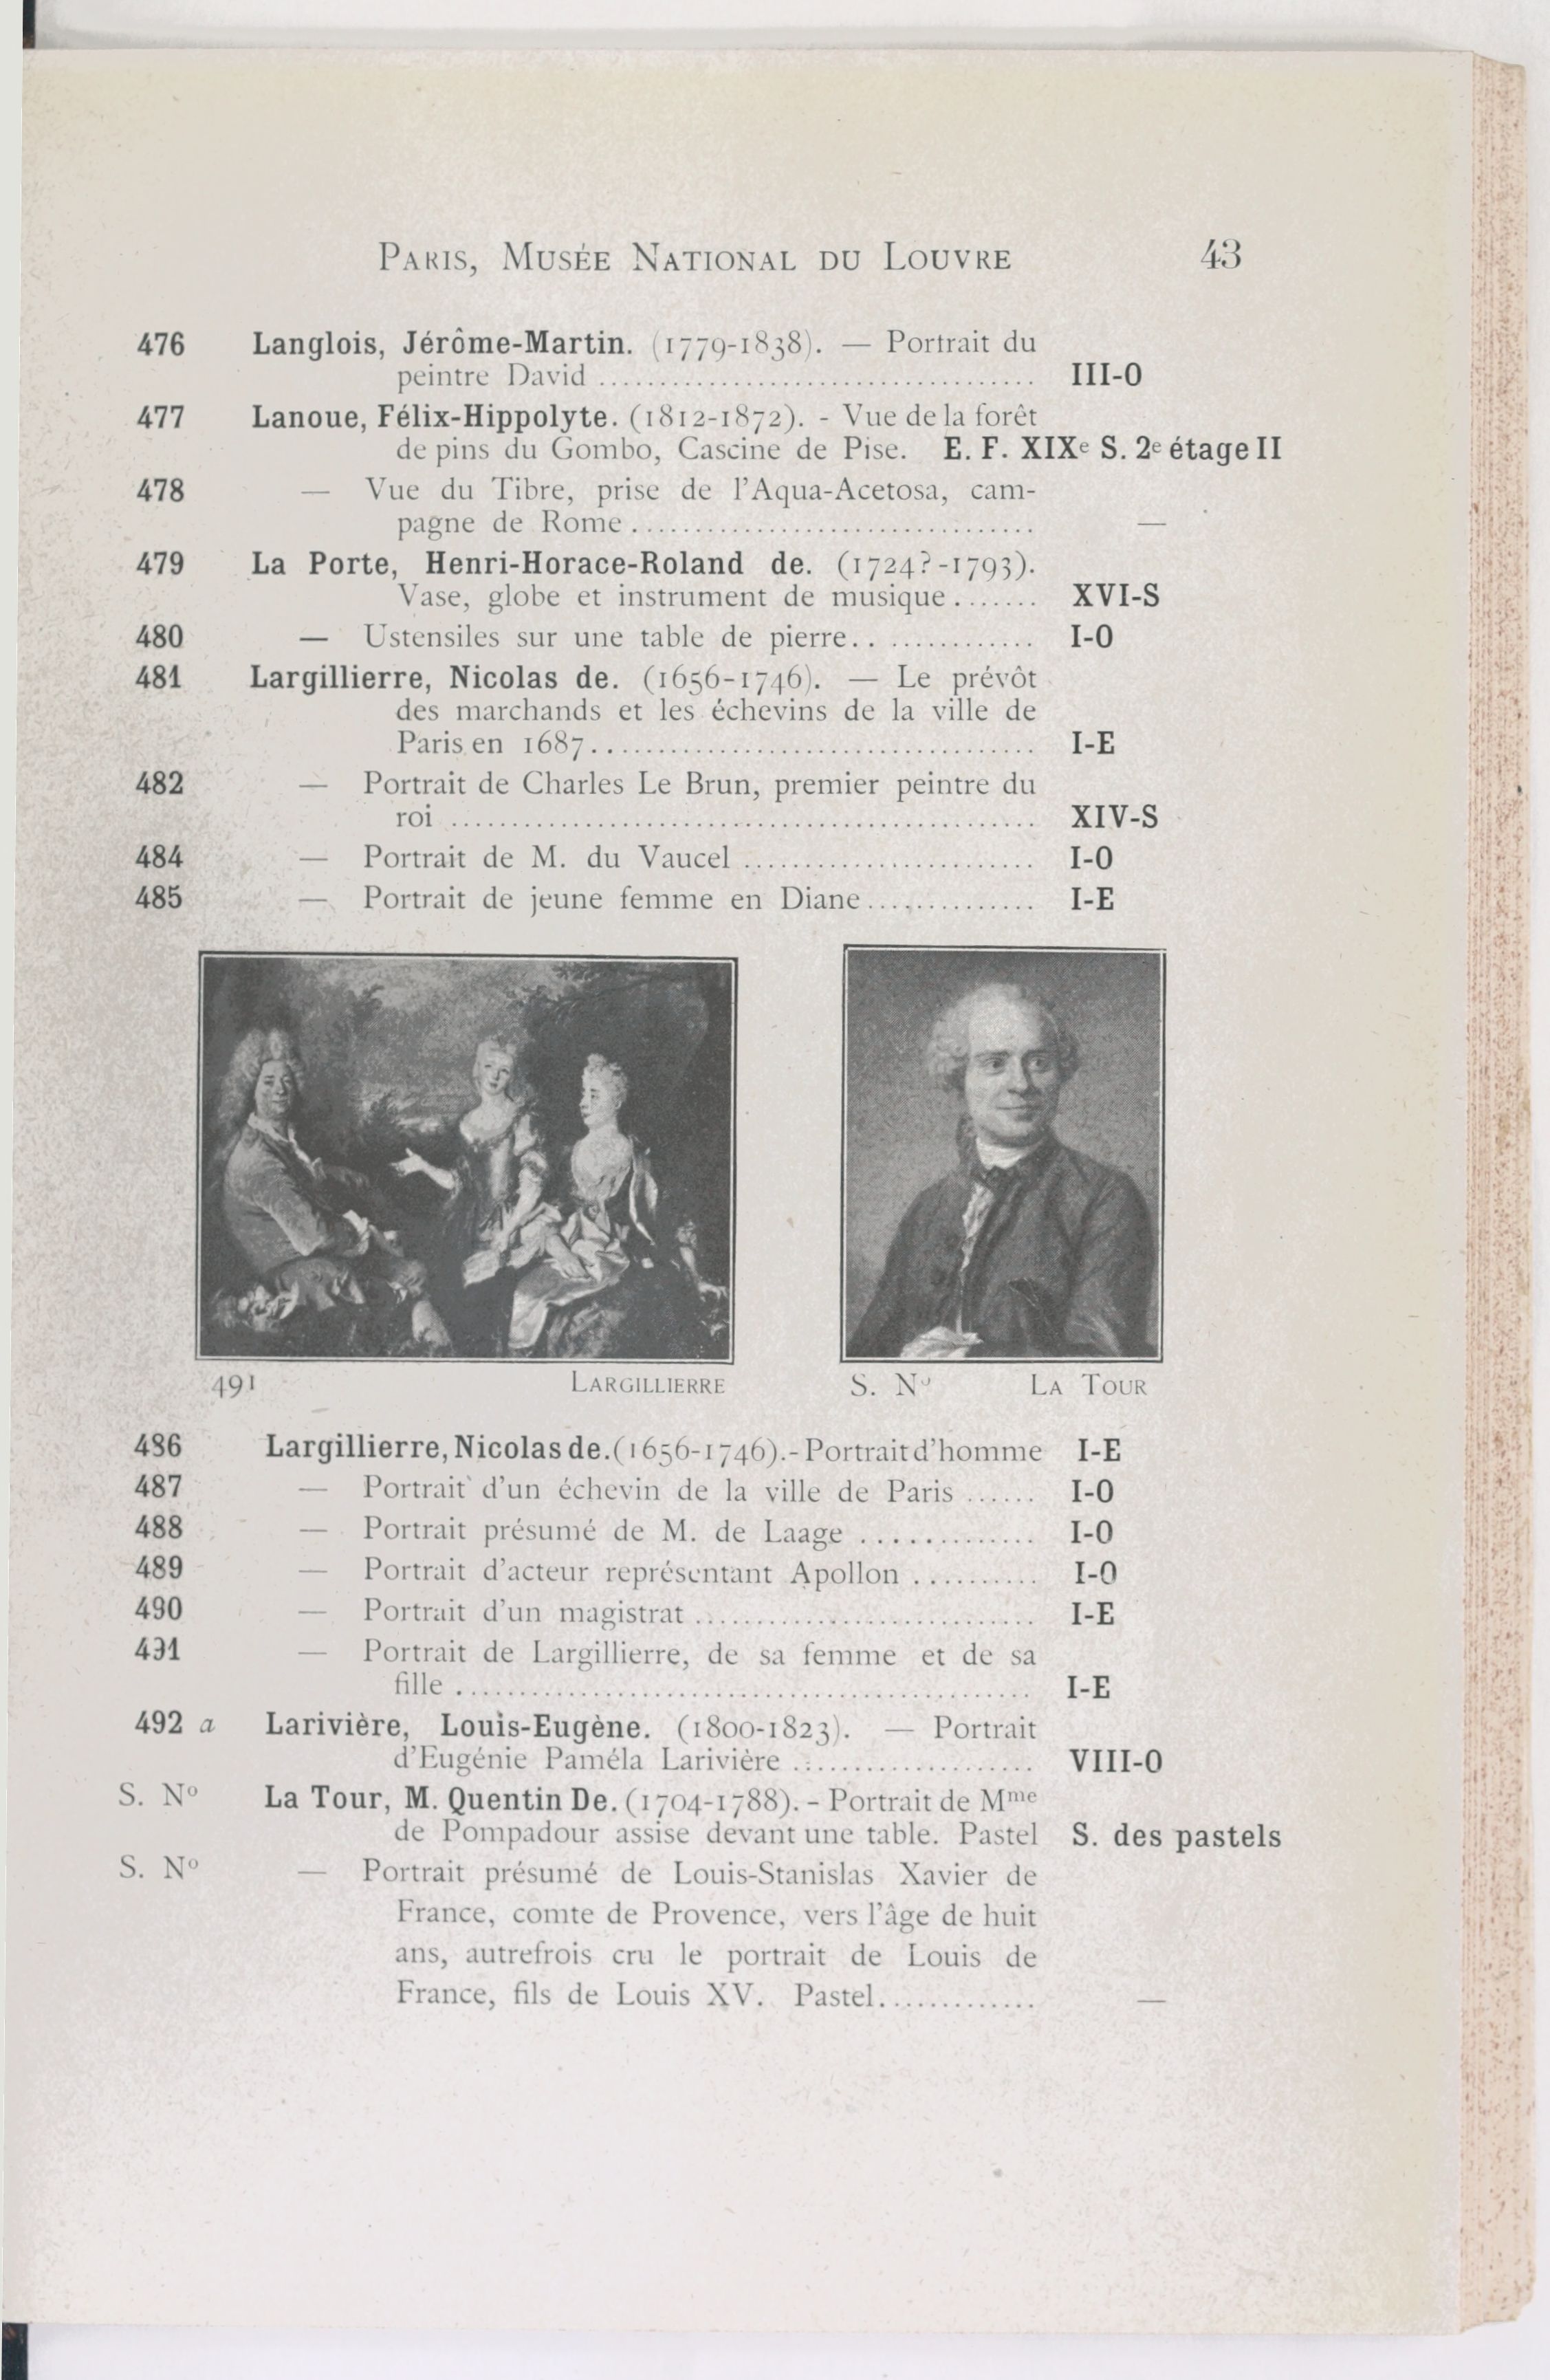 PARIS, MUSÉE NATIONAL DU LOUVRE 43
476 Langlois, Jérôme-Martin. (1779-1838). — Portrait du
peintre David .................................... III-O
477 Lanoue, Félix-Hippolyte. (1812-1872). - Vue de la forêt
de pins du Gombo, Cascine de Pise. E. F. XIXe S. 2e étage II
478 — Vue du Tibre, prise de l'Aqua-Acetosa, cam-
pagne de Rome................................. —
479 La Porte, Henri-Horace-Roland de. (1724?-1793).
Vase, globe et instrument de musique....... XVI-S
480 — Ustensiles sur une table de pierre.. ............. I-O
481 Largillierre, Nicolas de. (1656-1746). — Le prévôt
des marchands et les échevins de la ville de
Paris en 1687.................................... I-E
482 — Portrait de Charles Le Brun, premier peintre du
roi ................................................ XIV-S
484 — Portrait de M. du Vaucel ........................ I-O
485 — Portrait de jeune femme en Diane.............. I-E
491 LARGILLIERRE
S. No LA TOUR
486 Largillierre, Nicolas de. (1656-1746).- Portrait d'homme I-E
487 — Portrait d'un échevin de la ville de Paris ...... I-O
488 — Portrait présumé de M. de Laage .............. I-O
489 — Portrait d'acteur représentant Apollon .......... I-O
490 — Portrait d'un magistrat ............................ I-E
491 — Portrait de Largillierre, de sa femme et de sa
fille ............................................... I-E
492 a Larivière, Louis-Eugène. (1800-1823). — Portrait
d'Eugénie Paméla Larivière .................... VIII-O
S. No La Tour, M. Quentin De. (1704-1788). - Portrait de Mme
de Pompadour assise devant une table. Pastel S. des pastels
S. No — Portrait présumé de Louis-Stanislas Xavier de
France, comte de Provence, vers l'âge de huit
ans, autrefrois cru le portrait de Louis de
France, fils de Louis XV. Pastel............. —